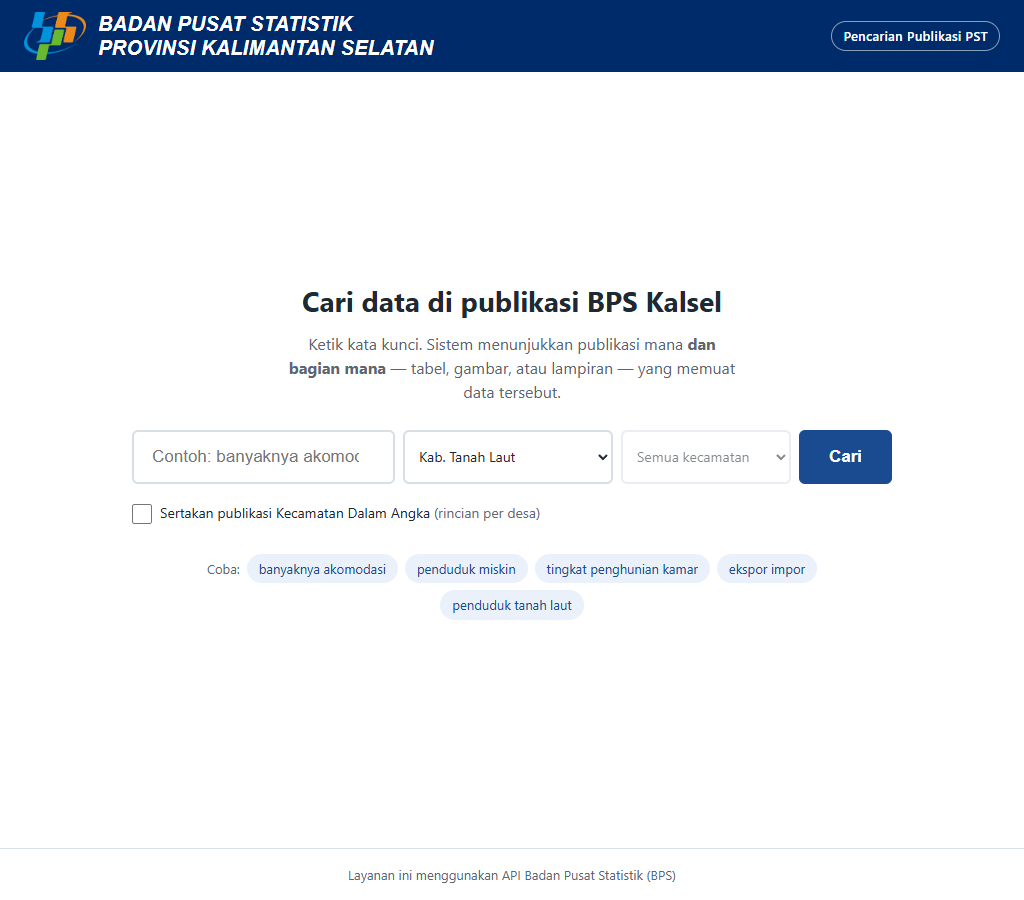 BADAN PUSAT STATISTIK
PROVINSI KALIMANTAN SELATAN
Pencarian Publikasi PST
Cari data di publikasi BPS Kalsel
Ketik kata kunci. Sistem menunjukkan publikasi mana dan
bagian mana — tabel, gambar, atau lampiran — yang memuat
data tersebut.
Contoh: banyaknya akomoc
Kab. Tanah Laut
Semua kecamatan
Cari
Sertakan publikasi Kecamatan Dalam Angka (rincian per desa)
Coba: banyaknya akomodasi penduduk miskin tingkat penghunian kamar ekspor impor
penduduk tanah laut
Layanan ini menggunakan API Badan Pusat Statistik (BPS)